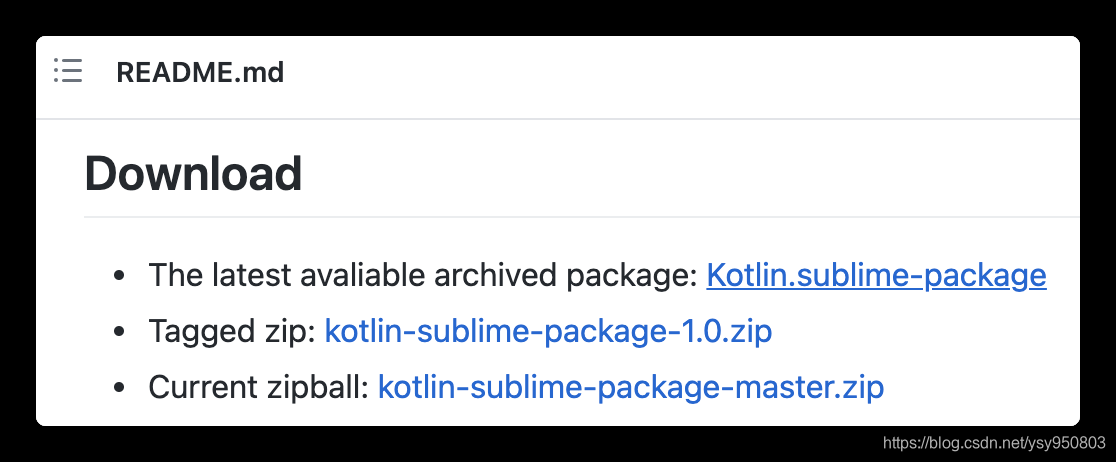 README.md
Download
The latest avaliable archived package: Kotlin.sublime-package
Tagged zip: kotlin-sublime-package-1.0.zip
Current zipball: kotlin-sublime-package-master.zip
https://blog.csdn.net/ysy950803